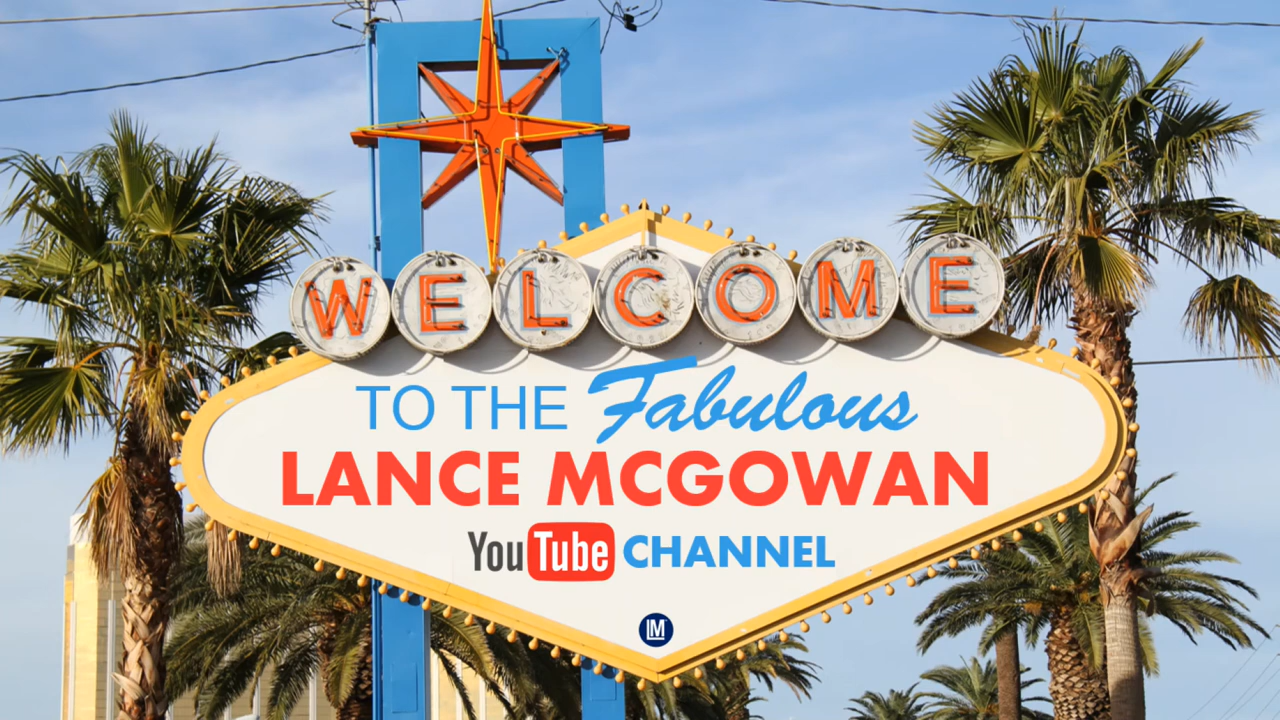 WELCOME
TO THE Fabulous
LANCE MCGOWAN
YouTube CHANNEL
LM